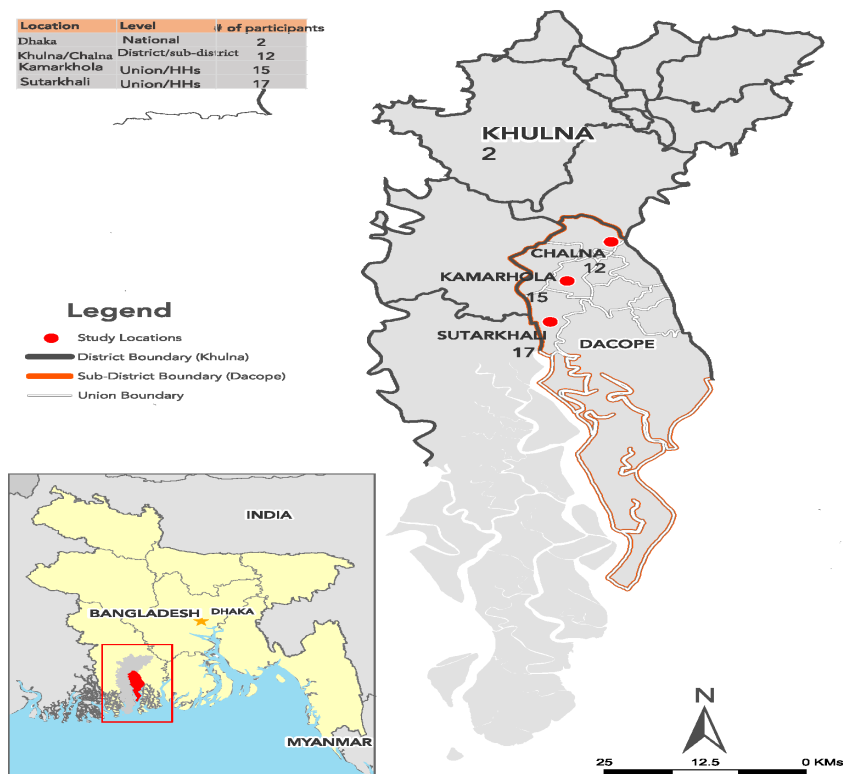 Location Level # of participants
Dhaka National 2
Khulna/Chalna District/sub-district 12
Kamarkhola Union/HHs 15
Sutarkhali Union/HHs 17
KHULNA
2
CHALNA
12
KAMARHOLA
15
SUTARKHALI
17
DACOPE
Legend
Study Locations
District Boundary (Khulna)
Sub-District Boundary (Dacope)
Union Boundary
INDIA
BANGLADESH DHAKA
MYANMAR
N
25 12.5 0 KMs